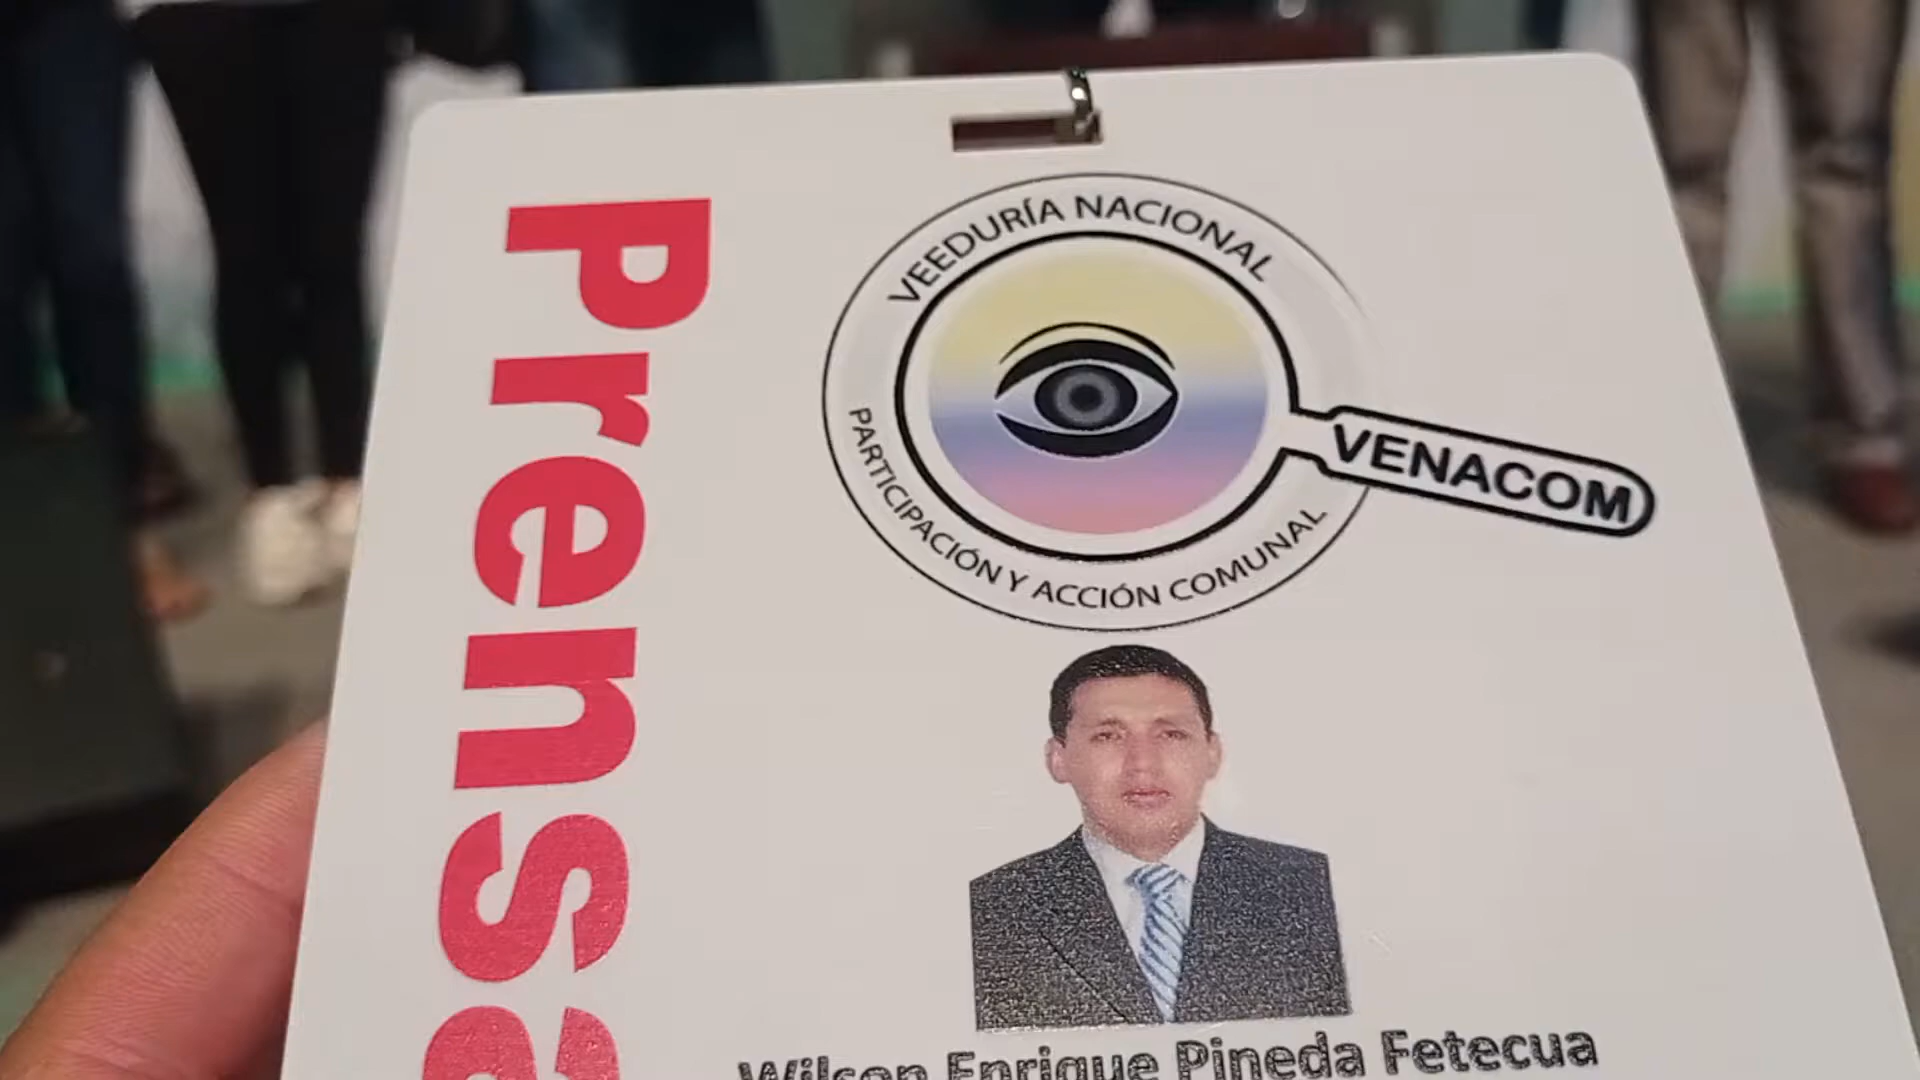 Prensa
VEEDURÍA NACIONAL
PARTICIPACIÓN Y ACCIÓN COMUNAL
VENACOM
Wilson Enrique Pineda Fetecua